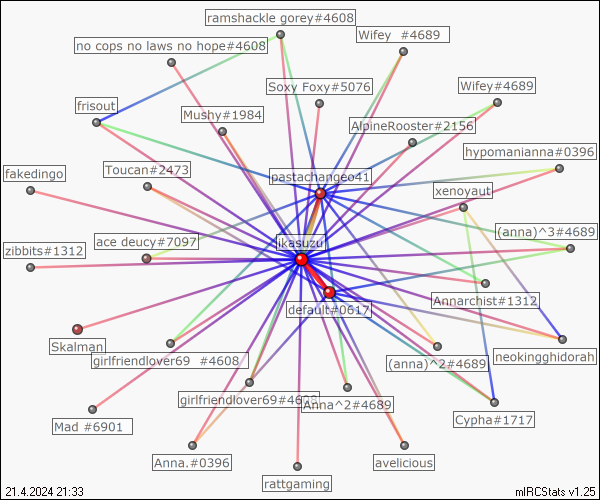 ramshackle gorey#4608
Wifey  #4689
no cops no laws no hope#4608
Soxy Foxy#5076
Wifey#4689
frisout
Mushy#1984
AlpineRooster#2156
hypomanianna#0396
fakedingo
Toucan#2473
pastachangeo41
xenoyaut
(anna)^3#4689
zibbits#1312
ace deucy#7097
ikasuzu
Annarchist#1312
default#0617
Skalman
girlfriendlover69  #4608
(anna)^2#4689
neokingghidorah
girlfriendlover69#4608
Anna^2#4689
Mad #6901
Cypha#1717
Anna.#0396
avelicious
rattgaming
21.4.2024 21:33
mIRCStats v1.25